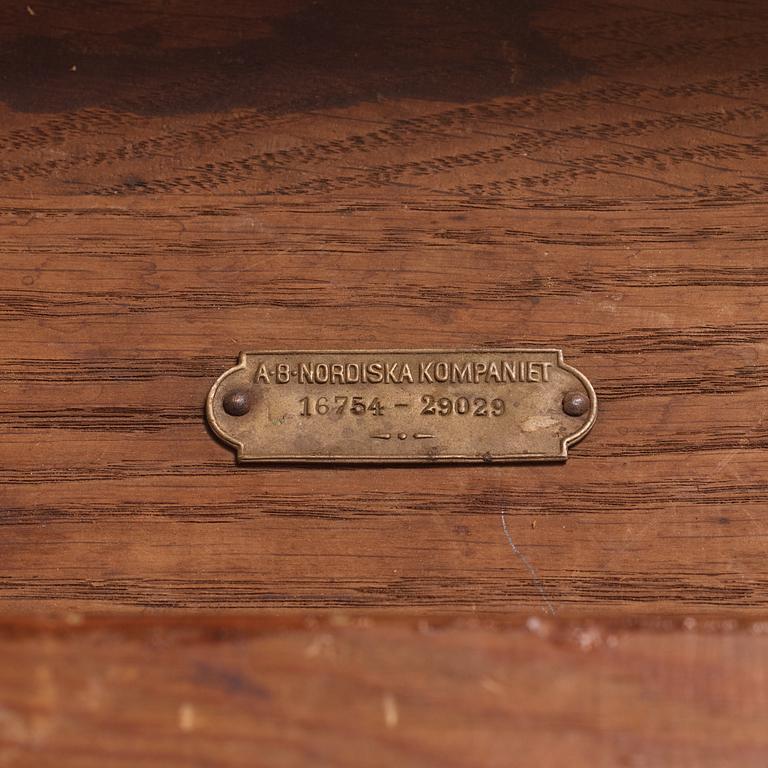 A·B·NORDISKA KOMPANIET
16754 - 29029